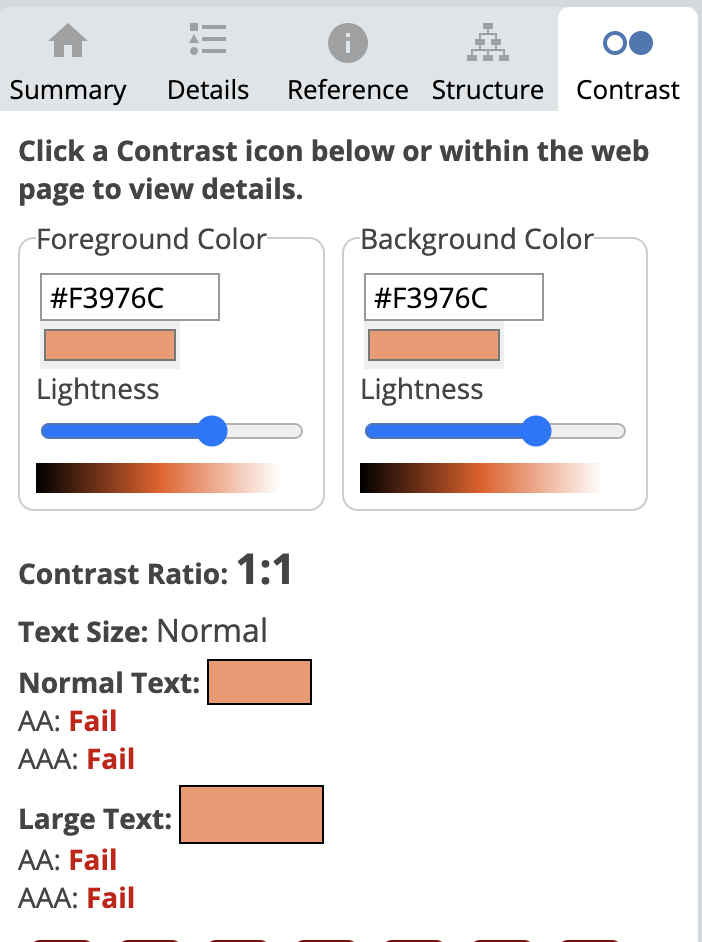 Summary Details Reference Structure Contrast
Click a Contrast icon below or within the web
page to view details.
Foreground Color Background Color
#F3976C #F3976C
Lightness Lightness
Contrast Ratio: 1:1
Text Size: Normal
Normal Text:
AA: Fail
AAA: Fail
Large Text:
AA: Fail
AAA: Fail